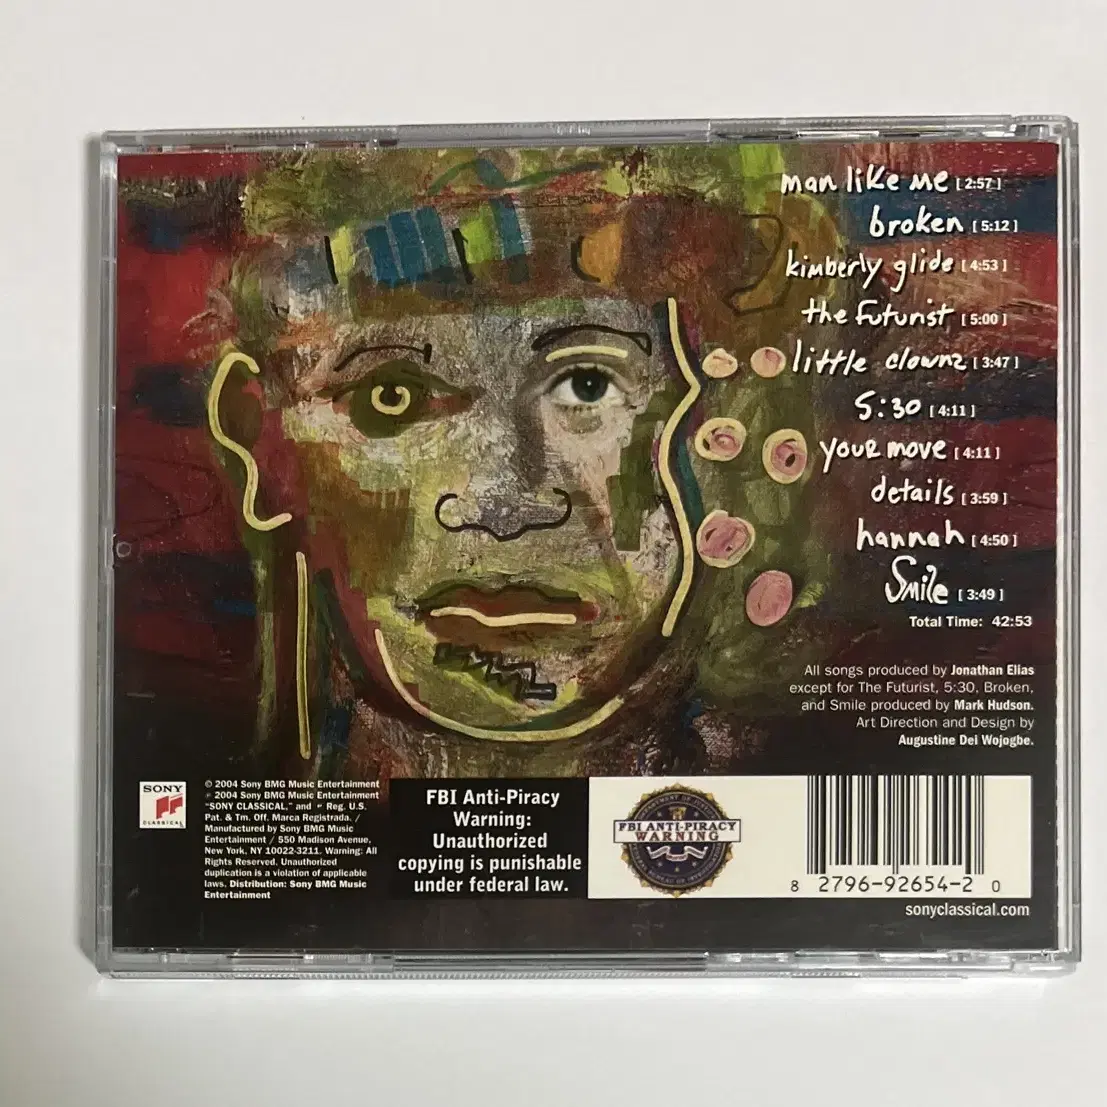 man like me [ 2:57 ]
broken [ 5:12 ]
kimberly glide [ 4:53 ]
the futurist [ 5:00 ]
little clownz [ 3:47 ]
5:30 [ 4:11 ]
your move [ 4:11 ]
details [ 3:59 ]
hannah [ 4:50 ]
Smile [ 3:49 ]
Total Time: 42:53
All songs produced by Jonathan Elias
except for The Futurist, 5:30, Broken,
and Smile produced by Mark Hudson.
Art Direction and Design by
Augustine Dei Wojogbe.
SONY
CLASSICAL
© 2004 Sony BMG Music Entertainment
℗ 2004 Sony BMG Music Entertainment
"SONY CLASSICAL," and Reg. U.S.
Pat. & Tm. Off. Marca Registrada. /
Manufactured by Sony BMG Music
Entertainment / 550 Madison Avenue,
New York, NY 10022-3211. Warning: All
Rights Reserved. Unauthorized
duplication is a violation of applicable
laws. Distribution: Sony BMG Music
Entertainment
FBI Anti-Piracy
Warning:
Unauthorized
copying is punishable
under federal law.
FBI ANTI-PIRACY
WARNING
8 2796-92654-2 0
sonyclassical.com